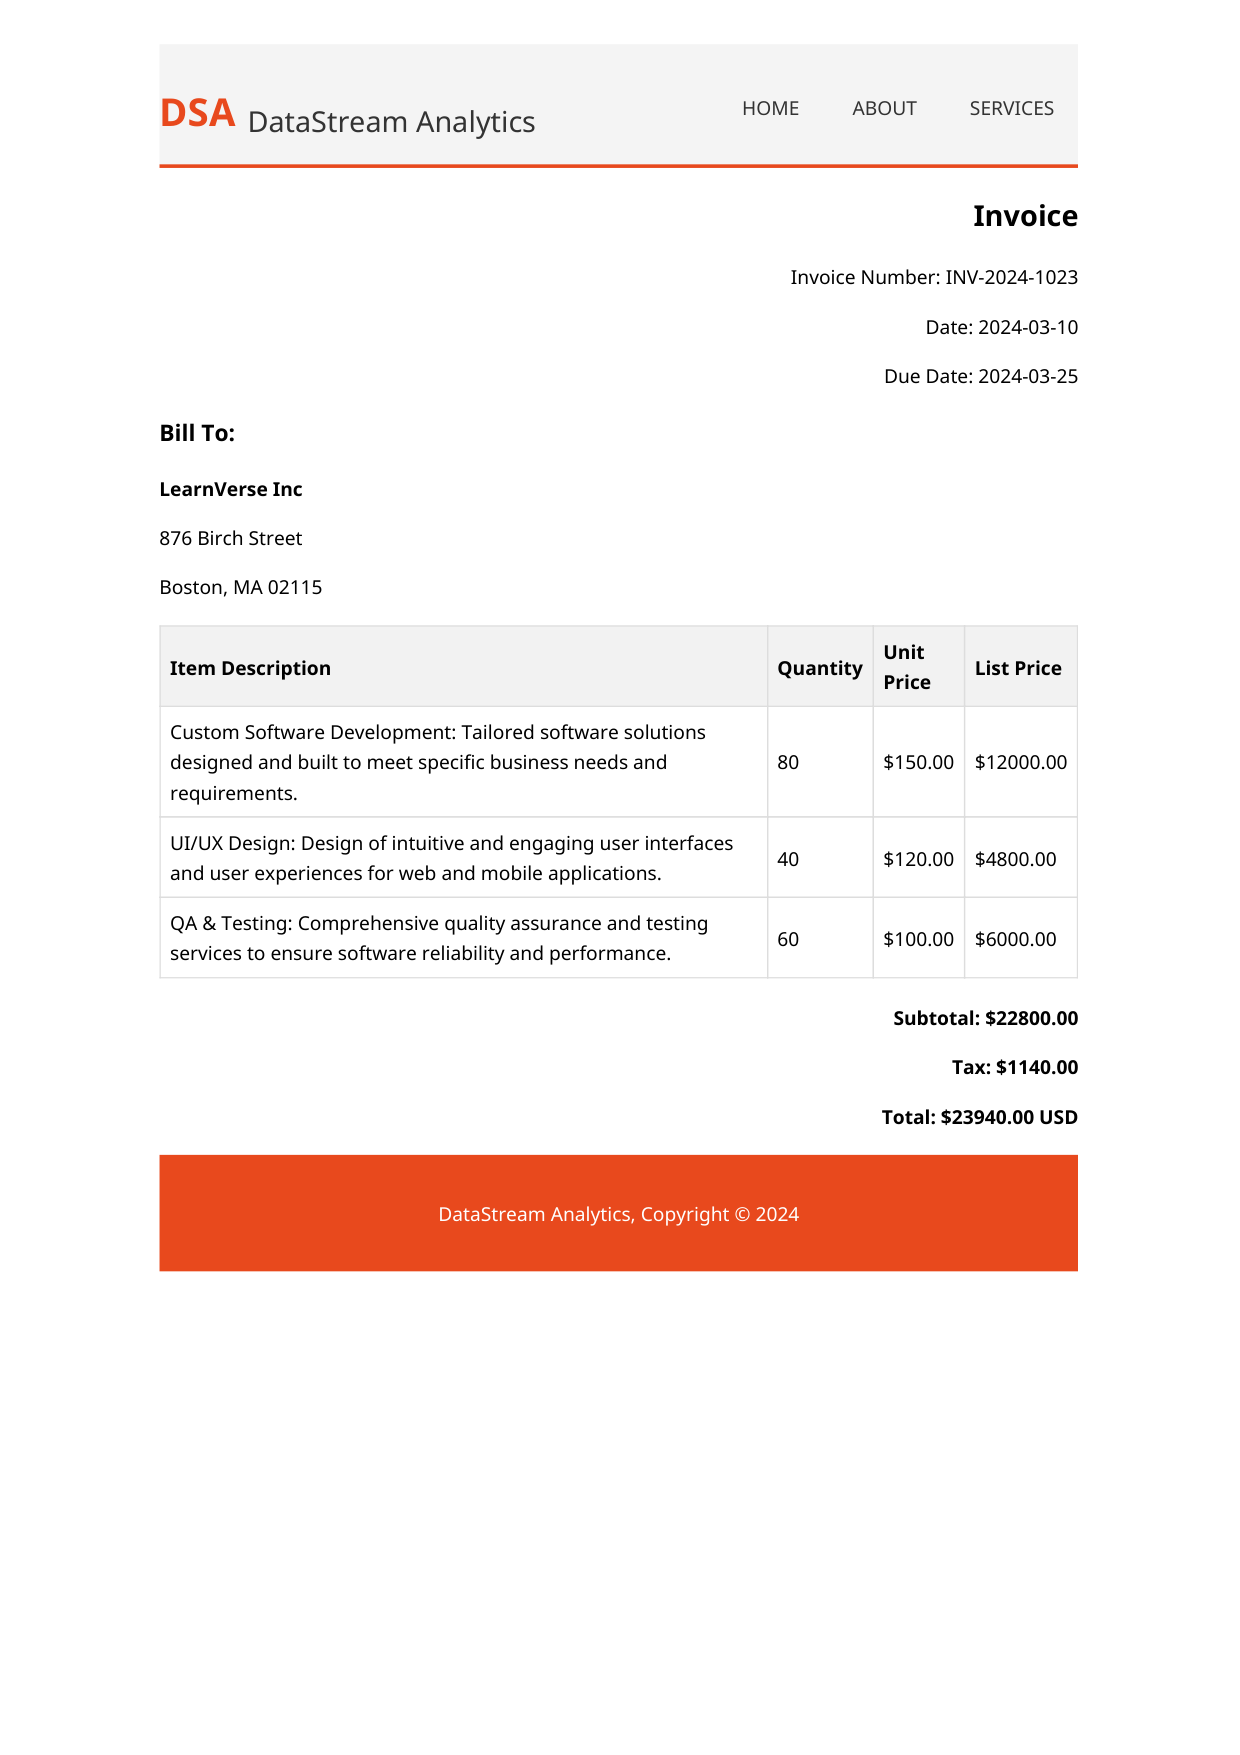 DSA DataStream Analytics HOME ABOUT SERVICES
Invoice
Invoice Number: INV-2024-1023
Date: 2024-03-10
Due Date: 2024-03-25
Bill To:
LearnVerse Inc
876 Birch Street
Boston, MA 02115
Item Description Quantity Unit Price List Price
Custom Software Development: Tailored software solutions
designed and built to meet specific business needs and
requirements.
80 $150.00 $12000.00
UI/UX Design: Design of intuitive and engaging user interfaces
and user experiences for web and mobile applications.
40 $120.00 $4800.00
QA & Testing: Comprehensive quality assurance and testing
services to ensure software reliability and performance.
60 $100.00 $6000.00
Subtotal: $22800.00
Tax: $1140.00
Total: $23940.00 USD
DataStream Analytics, Copyright © 2024